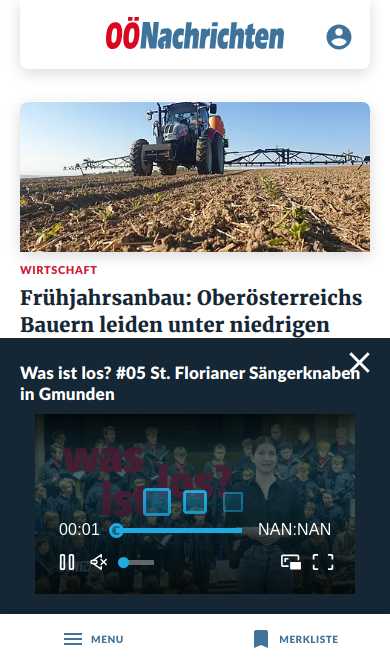 OÖNachrichten
WIRTSCHAFT
Frühjahrsanbau: Oberösterreichs
Bauern leiden unter niedrigen
Was ist los? #05 St. Florianer Sängerknaben
in Gmunden
was
ist los?
00:01
NAN:NAN
MENU
MERKLISTE